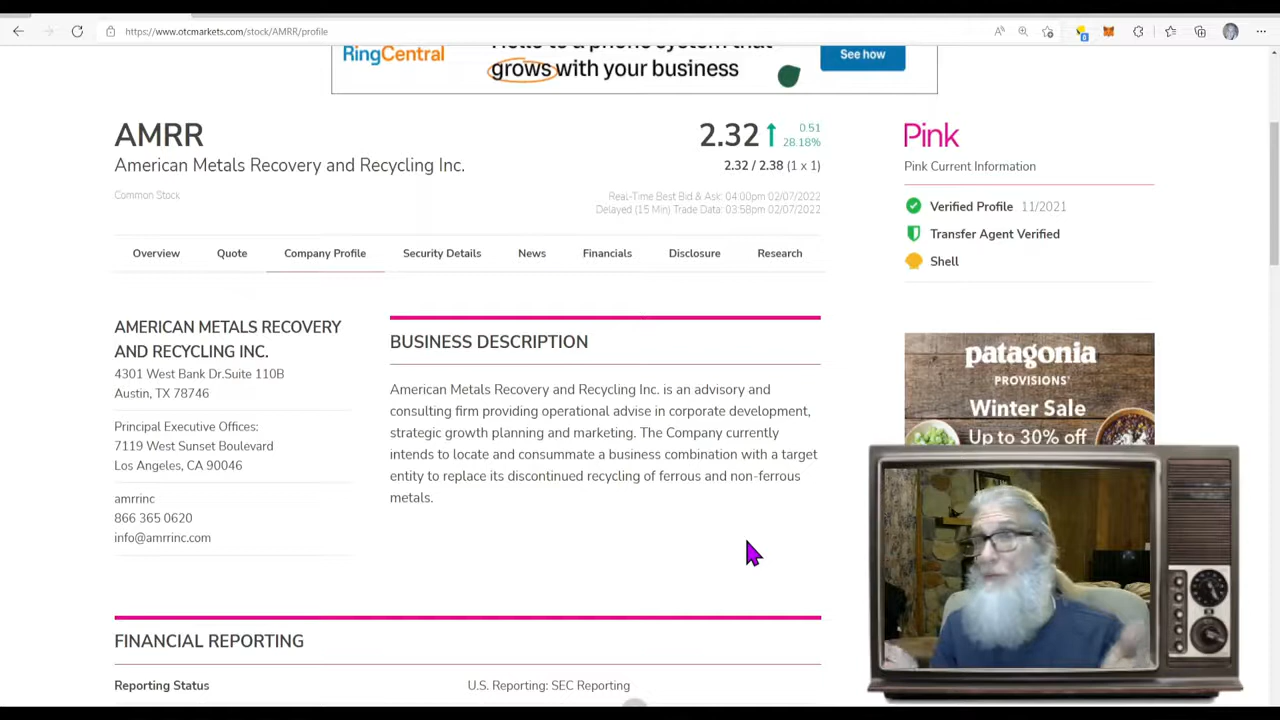 https://www.otcmarkets.com/stock/AMRR/profile
RingCentral
Hello to a phone system that
grows with your business
See how
AMRR
American Metals Recovery and Recycling Inc.
Common Stock
2.32
0.51
28.18%
2.32 / 2.38 (1 x 1)
Real-Time Best Bid & Ask: 04:00pm 02/07/2022
Delayed (15 Min) Trade Data: 03:58pm 02/07/2022
Pink
Pink Current Information
Verified Profile 11/2021
Transfer Agent Verified
Shell
Overview Quote Company Profile Security Details News Financials Disclosure Research
AMERICAN METALS RECOVERY
AND RECYCLING INC.
4301 West Bank Dr.Suite 110B
Austin, TX 78746
Principal Executive Offices:
7119 West Sunset Boulevard
Los Angeles, CA 90046
amrrinc
866 365 0620
info@amrrinc.com
BUSINESS DESCRIPTION
American Metals Recovery and Recycling Inc. is an advisory and
consulting firm providing operational advise in corporate development,
strategic growth planning and marketing. The Company currently
intends to locate and consummate a business combination with a target
entity to replace its discontinued recycling of ferrous and non-ferrous
metals.
patagonia
PROVISIONS
Winter Sale
Up to 30% off
FINANCIAL REPORTING
Reporting Status U.S. Reporting: SEC Reporting